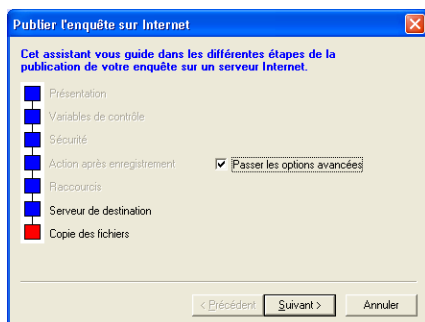 Publier l'enquête sur Internet
Cet assistant vous guide dans les différentes étapes de la
publication de votre enquête sur un serveur Internet.
Présentation
Variables de contrôle
Sécurité
Action après enregistrement
Passer les options avancées
Raccourcis
Serveur de destination
Copie des fichiers
< Précédent
Suivant >
Annuler